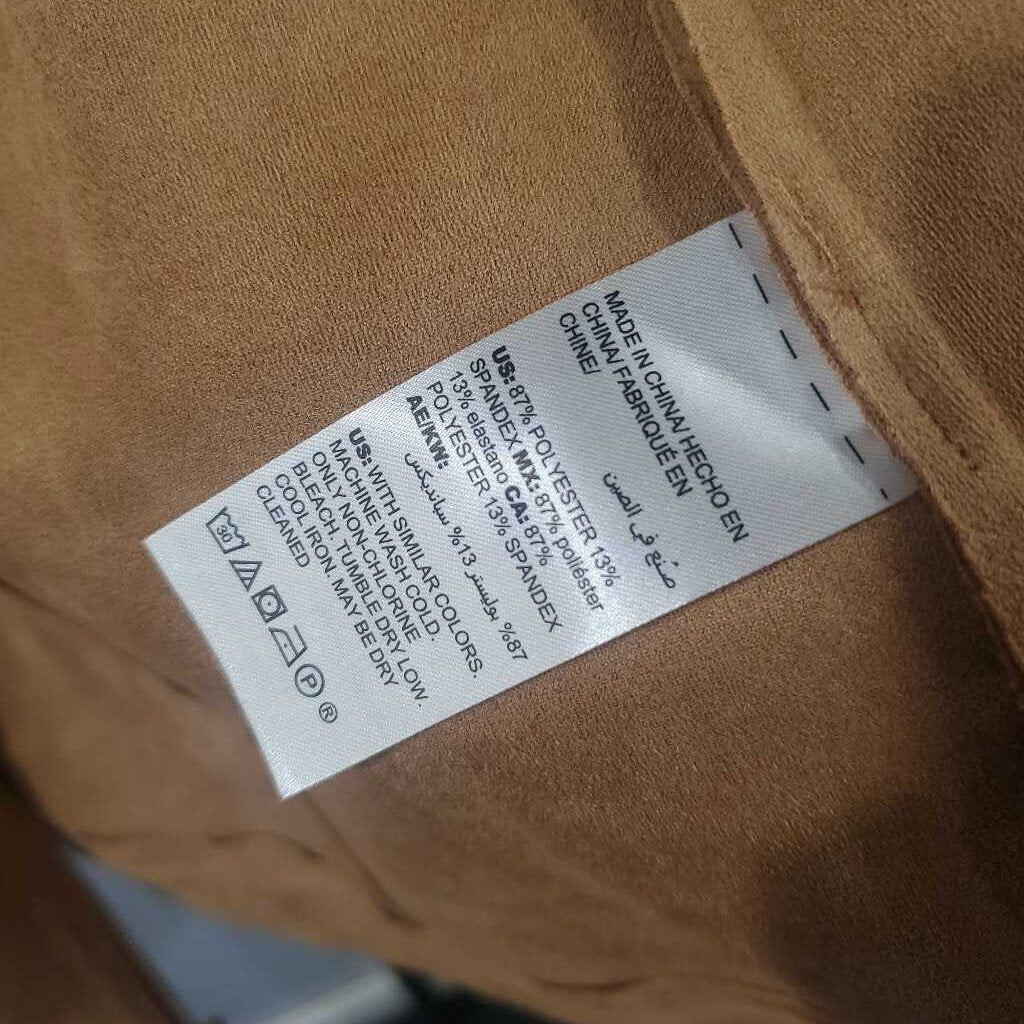 MADE IN CHINA/ HECHO EN
CHINA/ FABRIQUÉ EN
CHINE/
صنع في الصين
US: 87% POLYESTER 13%
SPANDEX MX: 87% poliéster
13% elastano CA: 87%
POLYESTER 13% SPANDEX
AE/KW:
87% بوليستر 13% سباندكس
US: WITH SIMILAR COLORS.
MACHINE WASH COLD.
ONLY NON-CHLORINE
BLEACH. TUMBLE DRY LOW.
COOL IRON. MAY BE DRY
CLEANED
30
P
®